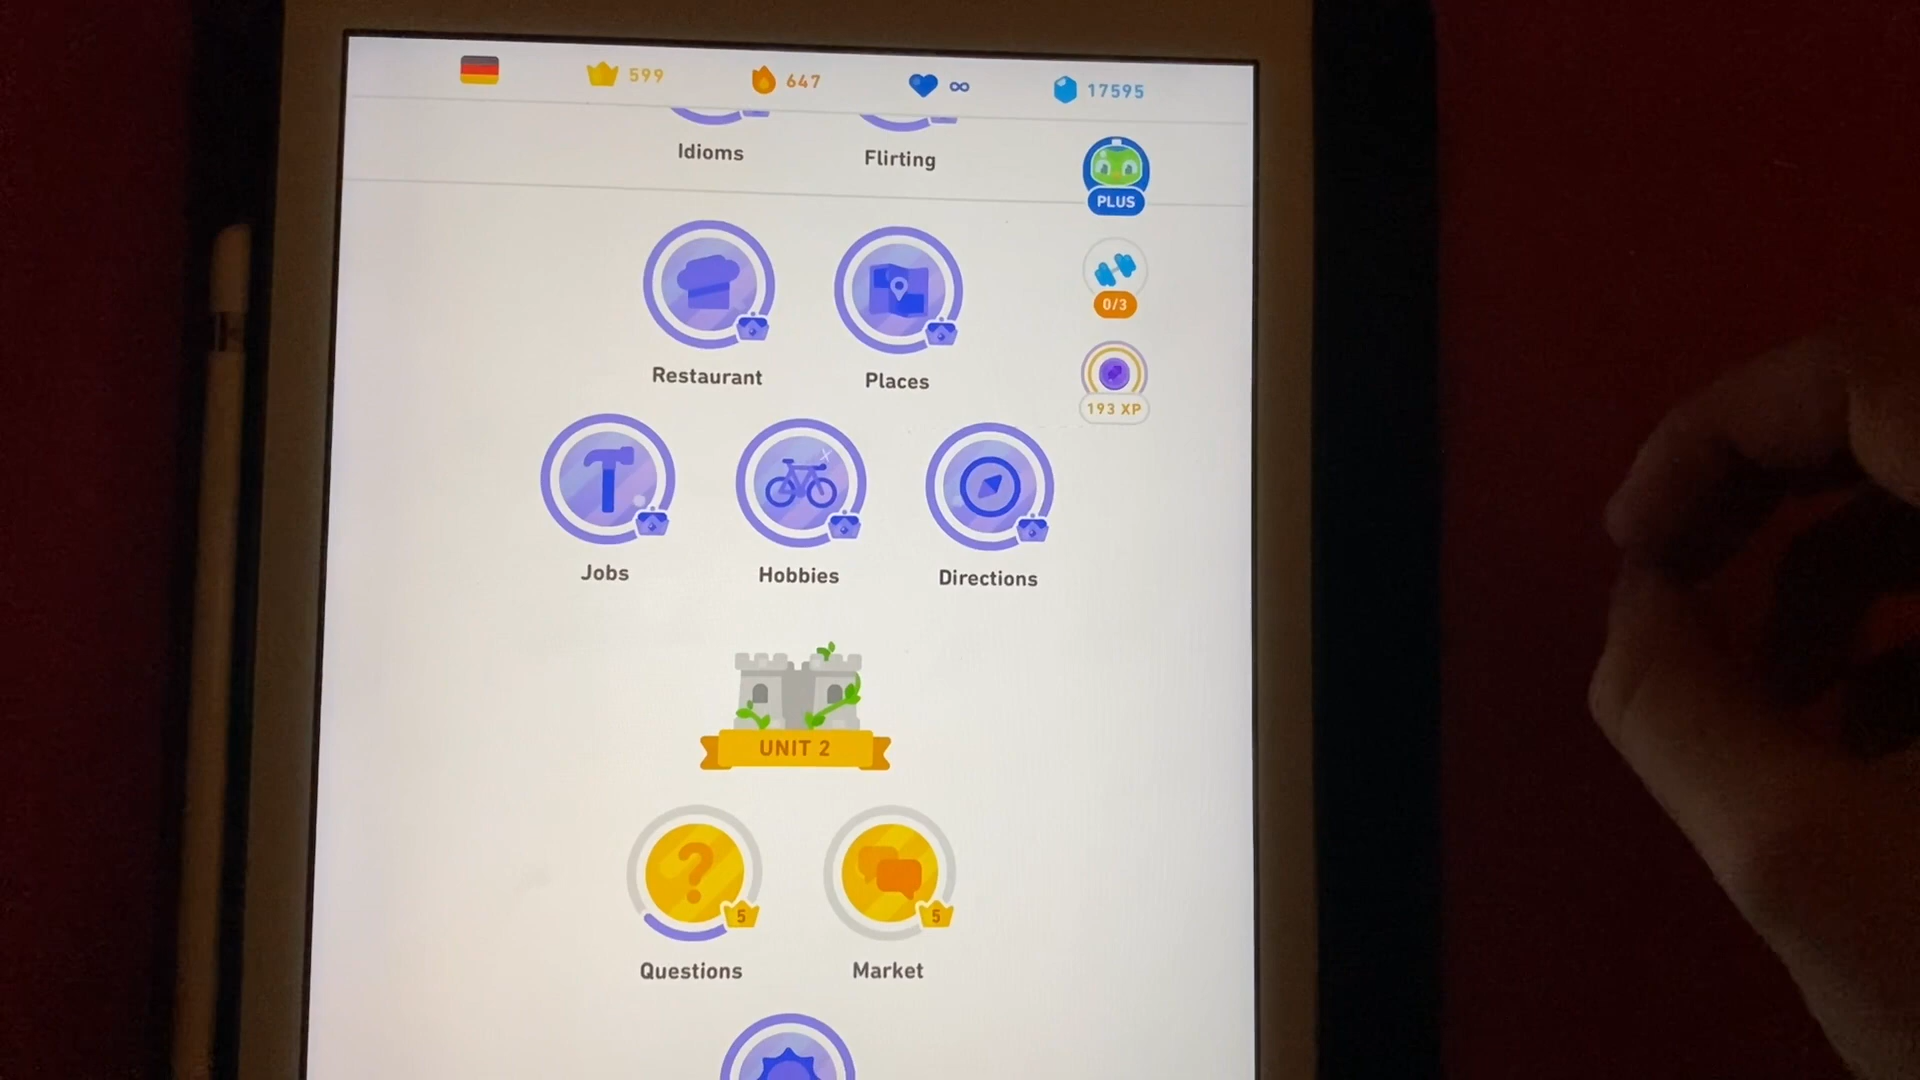 599
647
∞
17595
Idioms
Flirting
PLUS
Restaurant
Places
0/3
193 XP
Jobs
Hobbies
Directions
UNIT 2
5
5
Questions
Market